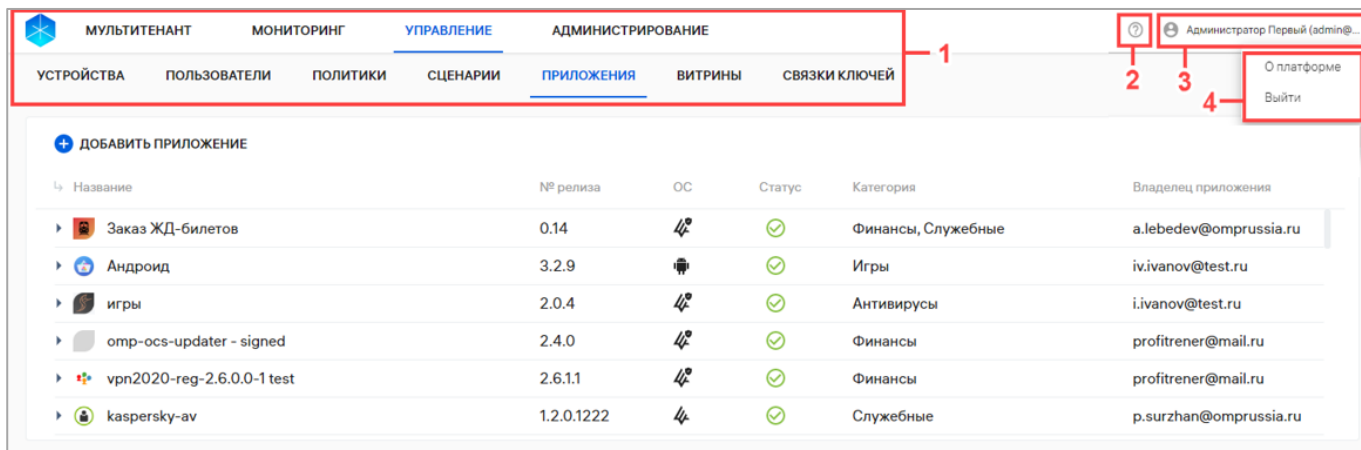 МУЛЬТИТЕНАНТ МОНИТОРИНГ УПРАВЛЕНИЕ АДМИНИСТРИРОВАНИЕ Администратор Первый (admin@...
УСТРОЙСТВА ПОЛЬЗОВАТЕЛИ ПОЛИТИКИ СЦЕНАРИИ ПРИЛОЖЕНИЯ ВИТРИНЫ СВЯЗКИ КЛЮЧЕЙ 1 2 3 О платформе
4 Выйти
ДОБАВИТЬ ПРИЛОЖЕНИЕ
Название № релиза ОС Статус Категория Владелец приложения
Заказ ЖД-билетов 0.14 Финансы, Служебные a.lebedev@omprussia.ru
Андроид 3.2.9 Игры iv.ivanov@test.ru
игры 2.0.4 Антивирусы i.ivanov@test.ru
omp-ocs-updater - signed 2.4.0 Финансы profitrener@mail.ru
vpn2020-reg-2.6.0.0-1 test 2.6.1.1 Финансы profitrener@mail.ru
kaspersky-av 1.2.0.1222 Служебные p.surzhan@omprussia.ru